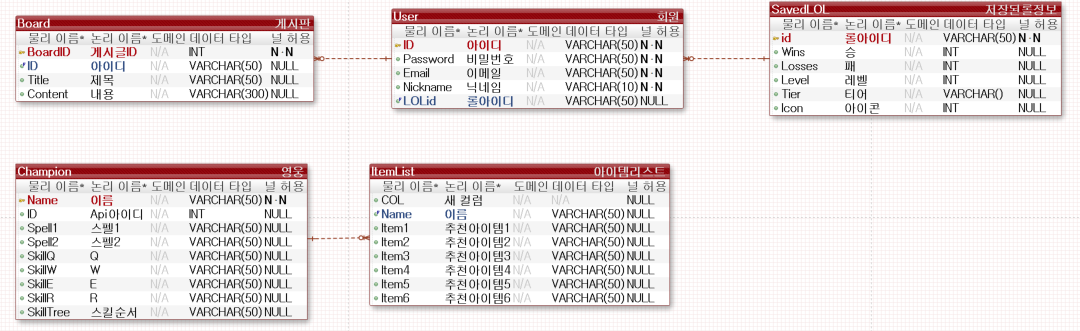 Board 게시판
물리 이름* 논리 이름* 도메인 데이터 타입 널 허용
BoardID 게시글ID N/A INT N-N
ID 아이디 N/A VARCHAR(50) NULL
Title 제목 N/A VARCHAR(50) NULL
Content 내용 N/A VARCHAR(300) NULL
User 회원
물리 이름* 논리 이름* 도메인 데이터 타입 널 허용
ID 아이디 N/A VARCHAR(50) N-N
Password 비밀번호 N/A VARCHAR(50) N-N
Email 이메일 N/A VARCHAR(50) N-N
Nickname 닉네임 N/A VARCHAR(10) N-N
LOLid 롤아이디 N/A VARCHAR(50) NULL
SavedLOL 저장된롤정보
물리 이름* 논리 이름* 도메인 데이터 타입 널 허용
id 롤아이디 N/A VARCHAR(50) N-N
Wins 승 N/A INT NULL
Losses 패 N/A INT NULL
Level 레벨 N/A INT NULL
Tier 티어 N/A VARCHAR() NULL
Icon 아이콘 N/A INT NULL
Champion 영웅
물리 이름* 논리 이름* 도메인 데이터 타입 널 허용
Name 이름 N/A VARCHAR(50) N-N
ID Api아이디 N/A INT NULL
Spell1 스펠1 N/A VARCHAR(50) NULL
Spell2 스펠2 N/A VARCHAR(50) NULL
SkillQ Q N/A VARCHAR(50) NULL
SkillW W N/A VARCHAR(50) NULL
SkillE E N/A VARCHAR(50) NULL
SkillR R N/A VARCHAR(50) NULL
SkillTree 스킬순서 N/A VARCHAR(50) NULL
ItemList 아이템리스트
물리 이름* 논리 이름* 도메인 데이터 타입 널 허용
COL 새 컬럼 N/A N/A NULL
Name 이름 N/A VARCHAR(50) NULL
Item1 추천아이템1 N/A VARCHAR(50) NULL
Item2 추천아이템2 N/A VARCHAR(50) NULL
Item3 추천아이템3 N/A VARCHAR(50) NULL
Item4 추천아이템4 N/A VARCHAR(50) NULL
Item5 추천아이템5 N/A VARCHAR(50) NULL
Item6 추천아이템6 N/A VARCHAR(50) NULL